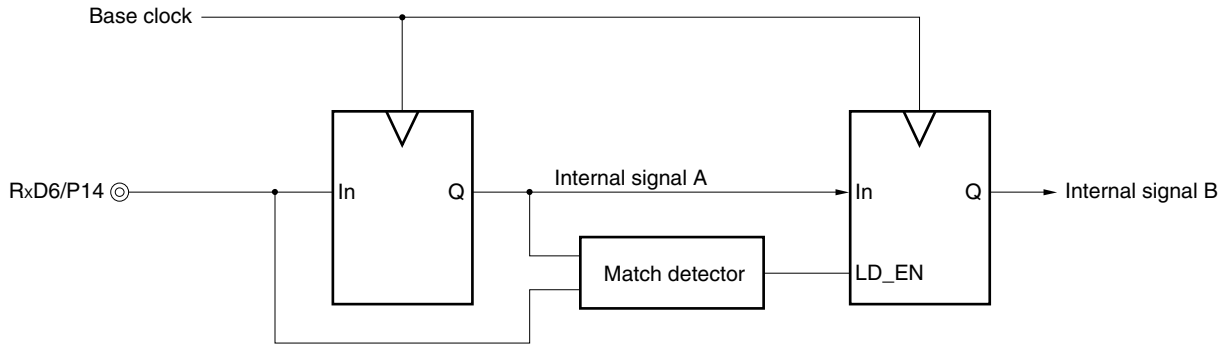 Base clock
RxD6/P14
In
Q
Internal signal A
In
Q
Internal signal B
Match detector
LD_EN